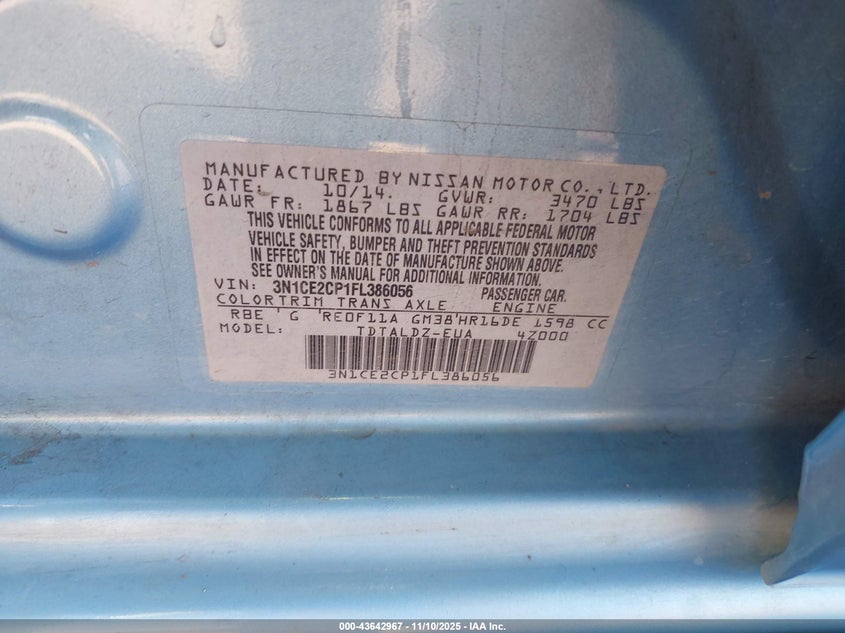 MANUFACTURED BY NISSAN MOTOR CO., LTD.
DATE: 10/14. GVWR: 3470 LBS
GAWR FR: 1867 LBS GAWR RR: 1704 LBS
THIS VEHICLE CONFORMS TO ALL APPLICABLE FEDERAL MOTOR
VEHICLE SAFETY, BUMPER AND THEFT PREVENTION STANDARDS
IN EFFECT ON THE DATE OF MANUFACTURE SHOWN ABOVE.
SEE OWNER'S MANUAL FOR ADDITIONAL INFORMATION.
VIN: 3N1CE2CP1FL386056 PASSENGER CAR.
COLORTRIM TRANS AXLE ENGINE
RBE ' G 'RE0F11A GM38'HR16DE 1598 CC
MODEL: TDTALDZ-EUA 4Z000
3N1CE2CP1FL386056
000-43642967 - 11/10/2025 - IAA Inc.